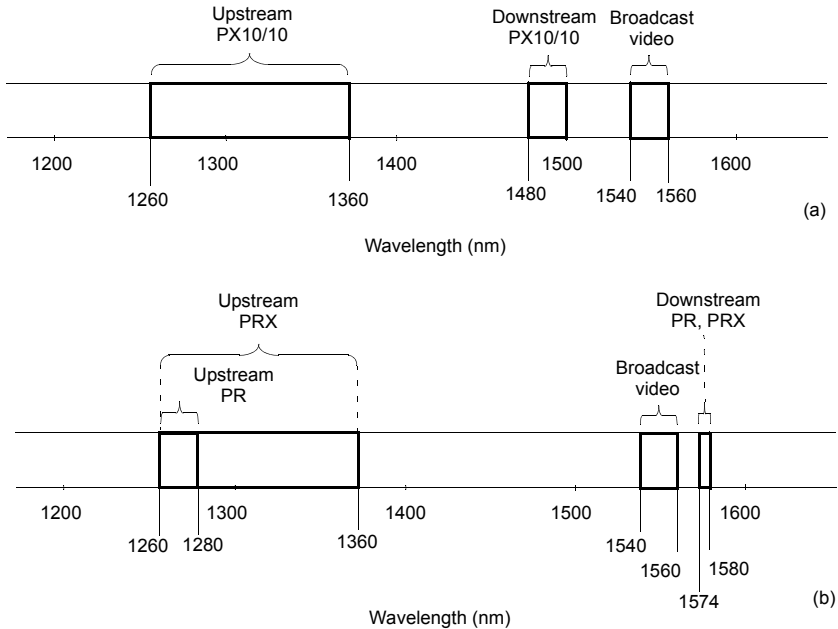 Upstream
PX10/10
Downstream
PX10/10
Broadcast
video
1200
1300
1400
1500
1600
1260
1360
1480
1540
1560
(a)
Wavelength (nm)
Upstream
PRX
Downstream
PR, PRX
Upstream
PR
Broadcast
video
1200
1300
1400
1500
1600
1260
1280
1360
1540
1560
1580
1574
(b)
Wavelength (nm)